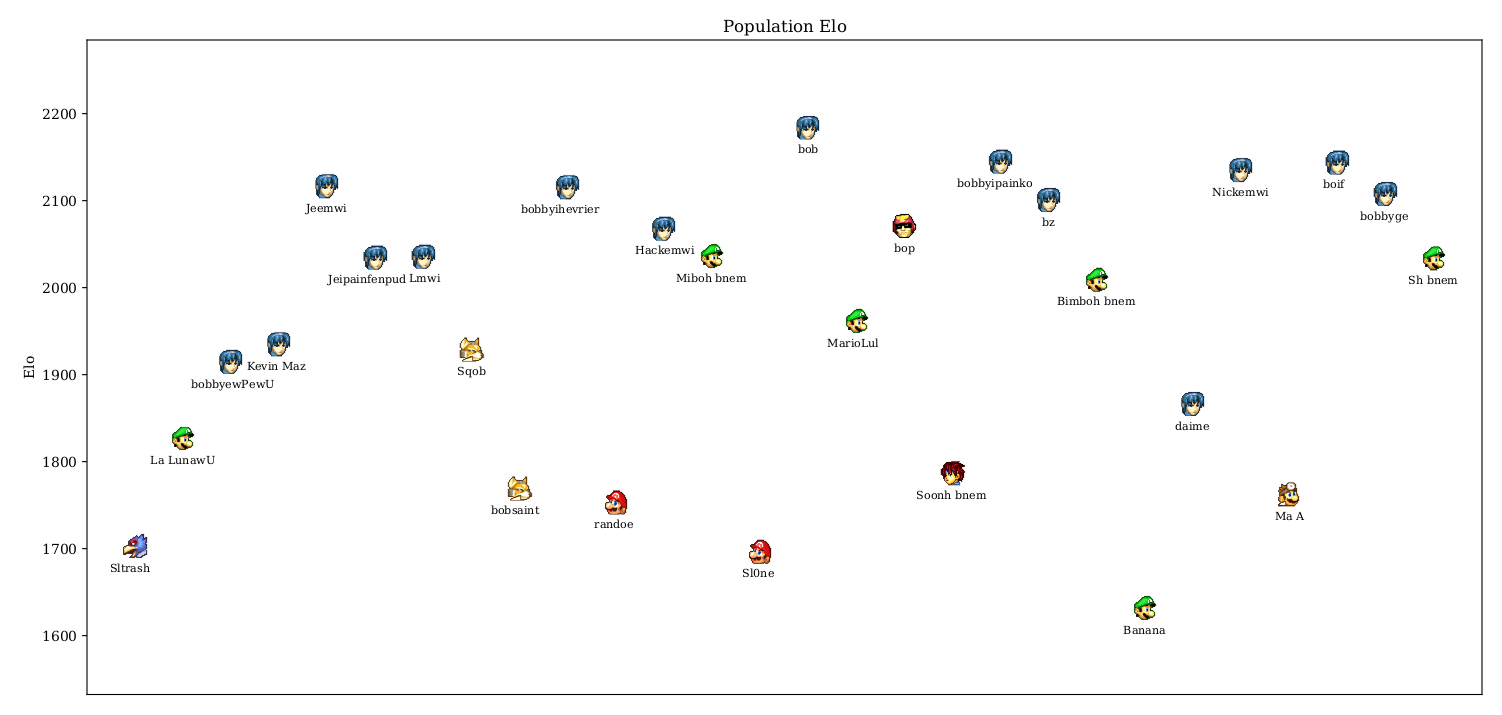 Population Elo
2200
bob
bobbyipainko
boif
Nickemwi
2100
Jeemwi
bobbyihevrier
bobbyge
bz
bop
Hackemwi
Jeipainfenpud Lmwi
Miboh bnem
Sh bnem
2000
Bimboh bnem
MarioLul
Kevin Maz
Sqob
1900
bobbyewPewU
Elo
daime
La LunawU
1800
Soonh bnem
bobsaint
Ma A
randoe
1700
Sltrash
Sl0ne
1600
Banana